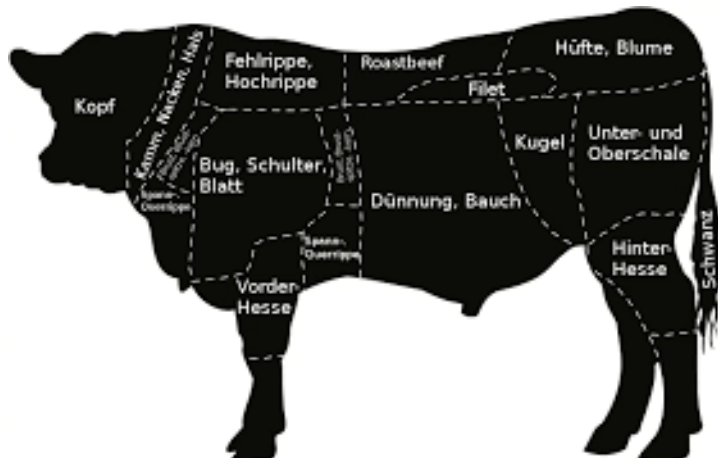 Kopf
Kamm, Nacken, Hals
Fehlrippe,
Hochrippe
Roastbeef
Hüfte, Blume
Filet
Kugel
Unter- und
Oberschale
Bug, Schulter,
Blatt
Spann-
Querrippe
Dünnung, Bauch
Spann-
Querrippe
Vorder-
Hesse
Hinter-
Hesse
Schwanz